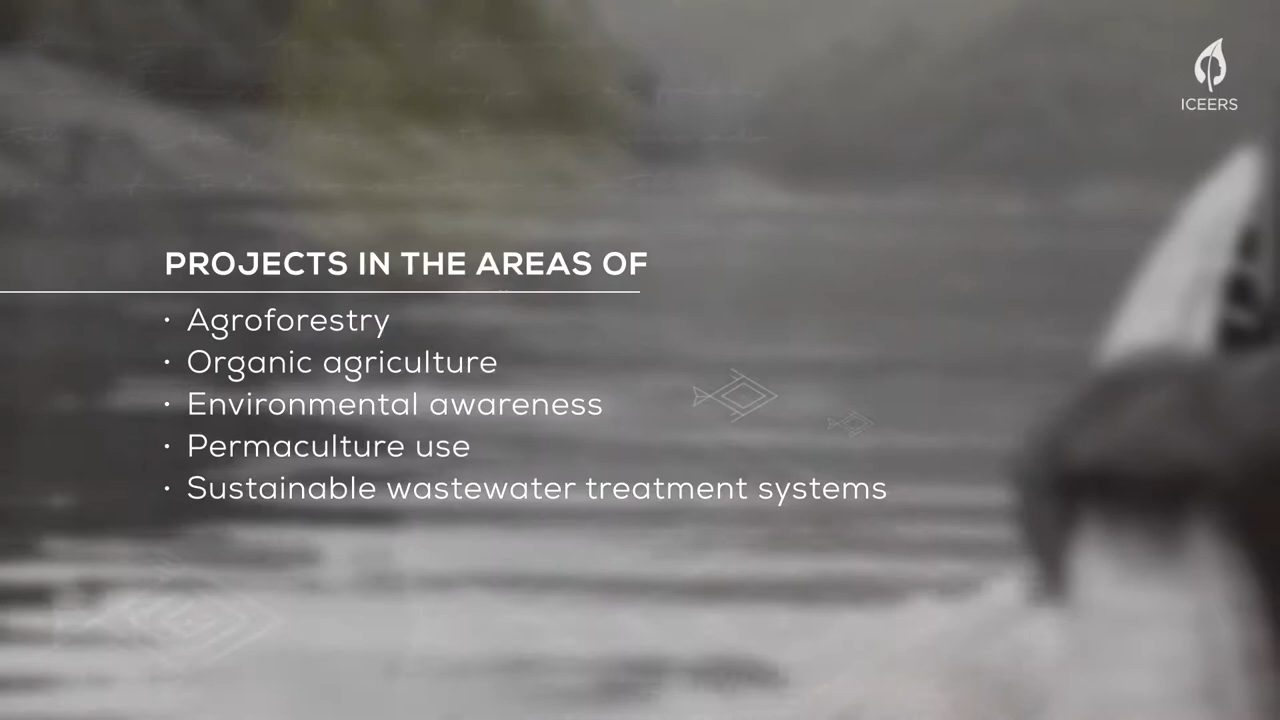 ICEERS
PROJECTS IN THE AREAS OF
· Agroforestry
· Organic agriculture
· Environmental awareness
· Permaculture use
· Sustainable wastewater treatment systems